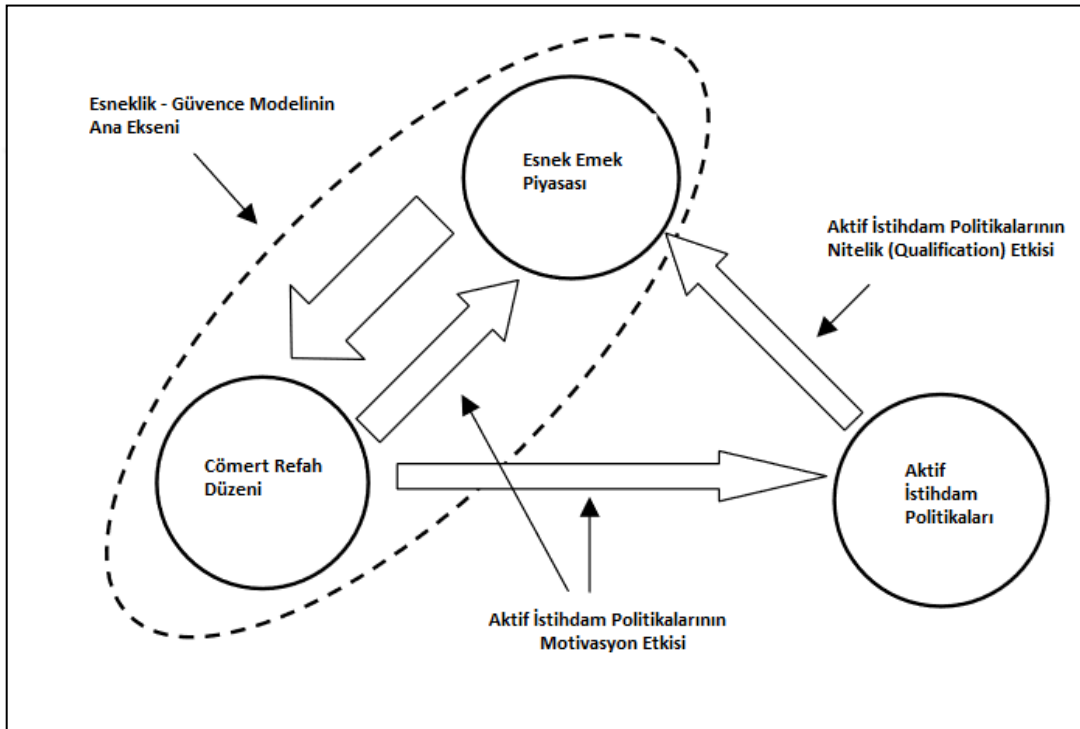 Esneklik - Güvence Modelinin
Ana Ekseni
Esnek Emek
Piyasası
Aktif İstihdam Politikalarının
Nitelik (Qualification) Etkisi
Cömert Refah
Düzeni
Aktif
İstihdam
Politikaları
Aktif İstihdam Politikalarının
Motivasyon Etkisi